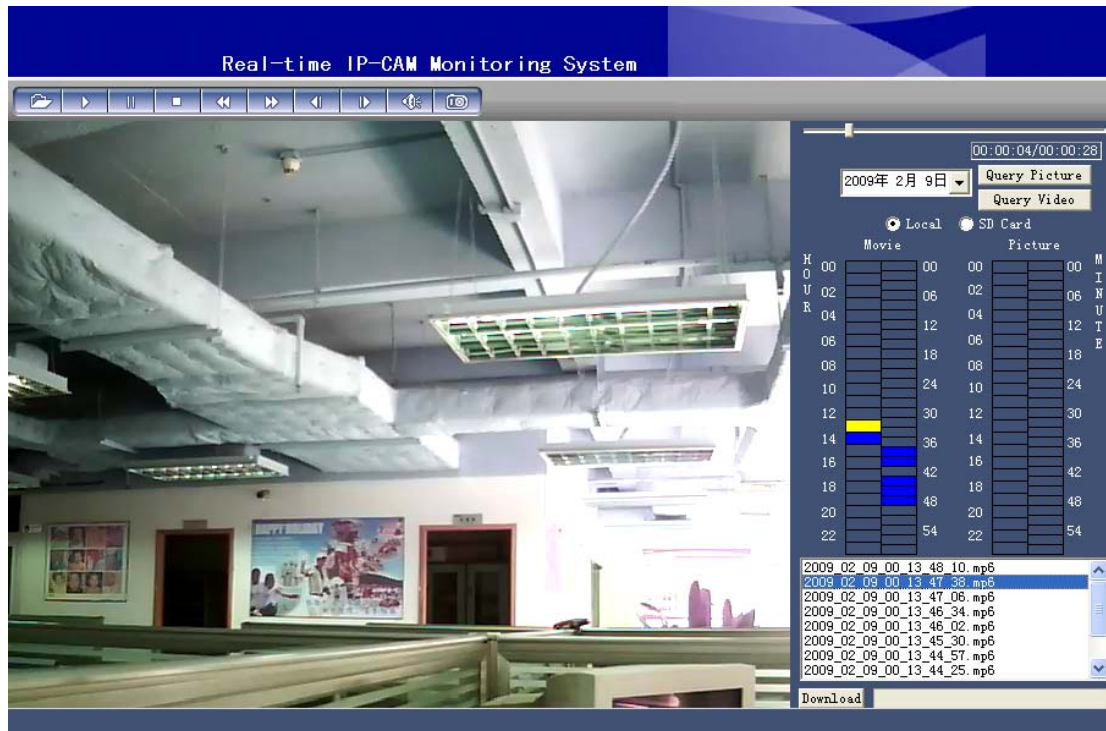 Real-time IP-CAM Monitoring System
00:00:04/00:00:28
2009年 2月 9日
Query Picture
Query Video
Local
SD Card
Movie
Picture
HOUR
MINUTE
00 00 00 00
02 06 02 06
04 12 04 12
06 18 06 18
08 24 08 24
10 30 10 30
12 36 12 36
14 42 14 42
16 48 16 48
18 54 18 54
20 20
22 22
2009_02_09_00_13_48_10.mp6
2009_02_09_00_13_47_38.mp6
2009_02_09_00_13_47_06.mp6
2009_02_09_00_13_46_34.mp6
2009_02_09_00_13_46_02.mp6
2009_02_09_00_13_45_30.mp6
2009_02_09_00_13_44_57.mp6
2009_02_09_00_13_44_25.mp6
Download